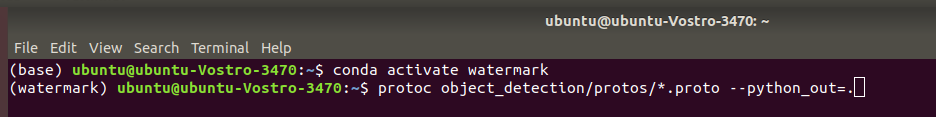 ubuntu@ubuntu-Vostro-3470: ~
File Edit View Search Terminal Help
(base) ubuntu@ubuntu-Vostro-3470:~$ conda activate watermark
(watermark) ubuntu@ubuntu-Vostro-3470:~$ protoc object_detection/protos/*.proto --python_out=.